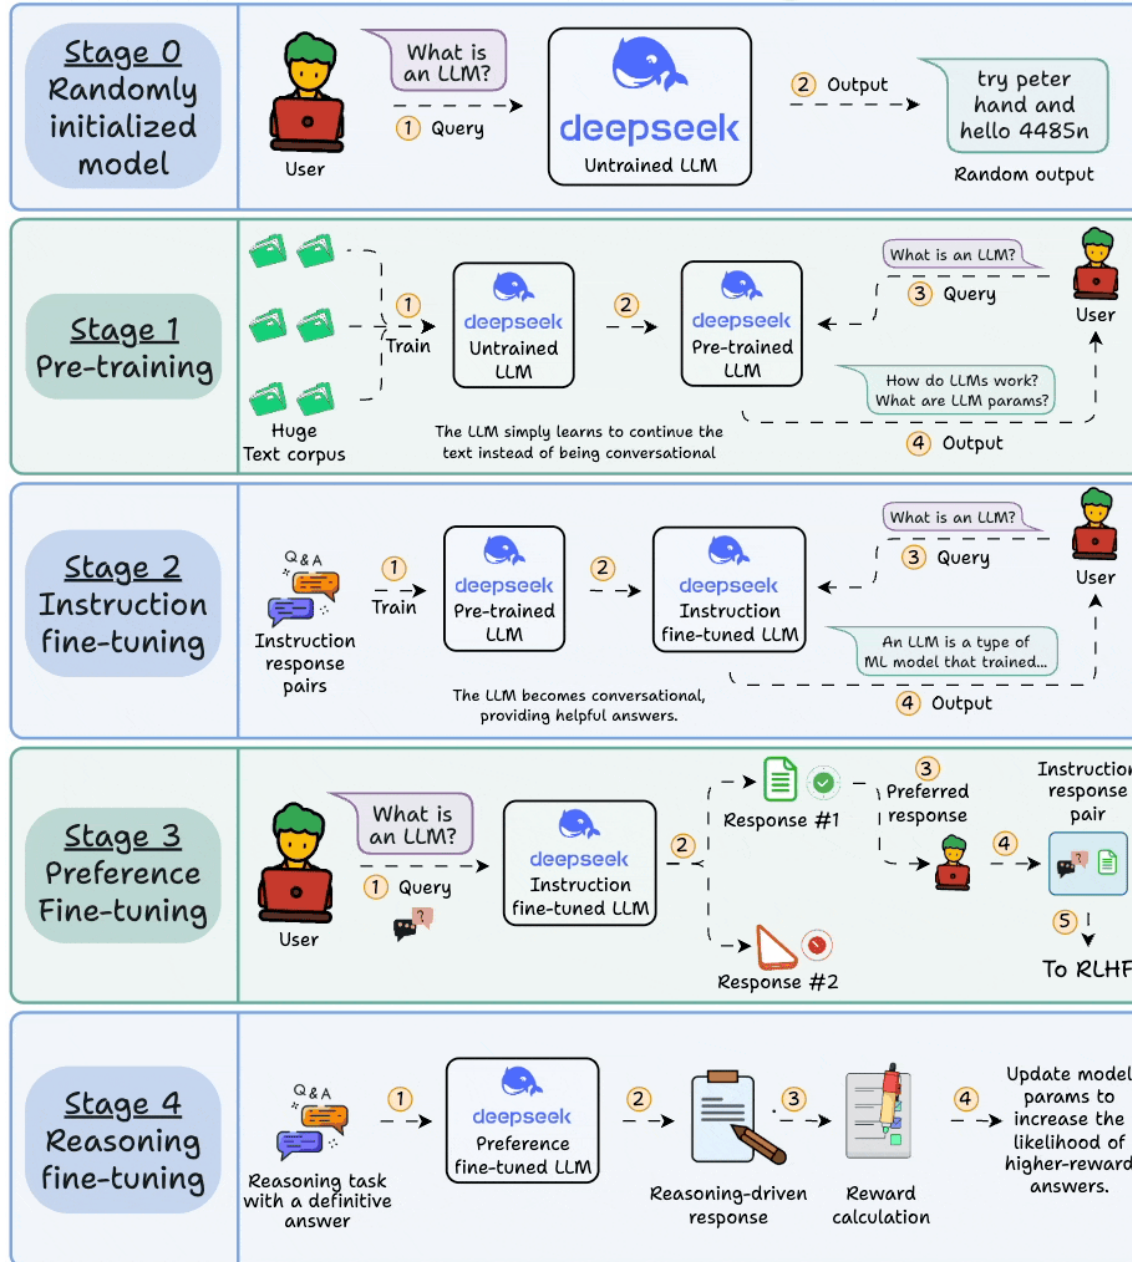 Stage 0
Randomly
initialized
model
User
What is
an LLM?
1 Query
deepseek
Untrained LLM
2 Output
try peter
hand and
hello 4485n
Random output
Stage 1
Pre-training
Huge
Text corpus
1
Train
deepseek
Untrained
LLM
2
deepseek
Pre-trained
LLM
The LLM simply learns to continue the
text instead of being conversational
What is an LLM?
3 Query
User
How do LLMs work?
What are LLM params?
4 Output
Stage 2
Instruction
fine-tuning
Q & A
Instruction
response
pairs
1
Train
deepseek
Pre-trained
LLM
2
deepseek
Instruction
fine-tuned LLM
The LLM becomes conversational,
providing helpful answers.
What is an LLM?
3 Query
User
An LLM is a type of
ML model that trained...
4 Output
Stage 3
Preference
Fine-tuning
User
What is
an LLM?
1 Query
?
deepseek
Instruction
fine-tuned LLM
2
Response #1
Response #2
3
Preferred
response
4
Instruction
response
pair
?
5
To RLHF
Stage 4
Reasoning
fine-tuning
Q & A
Reasoning task
with a definitive
answer
1
deepseek
Preference
fine-tuned LLM
2
Reasoning-driven
response
3
Reward
calculation
4
Update model
params to
increase the
likelihood of
higher-reward
answers.